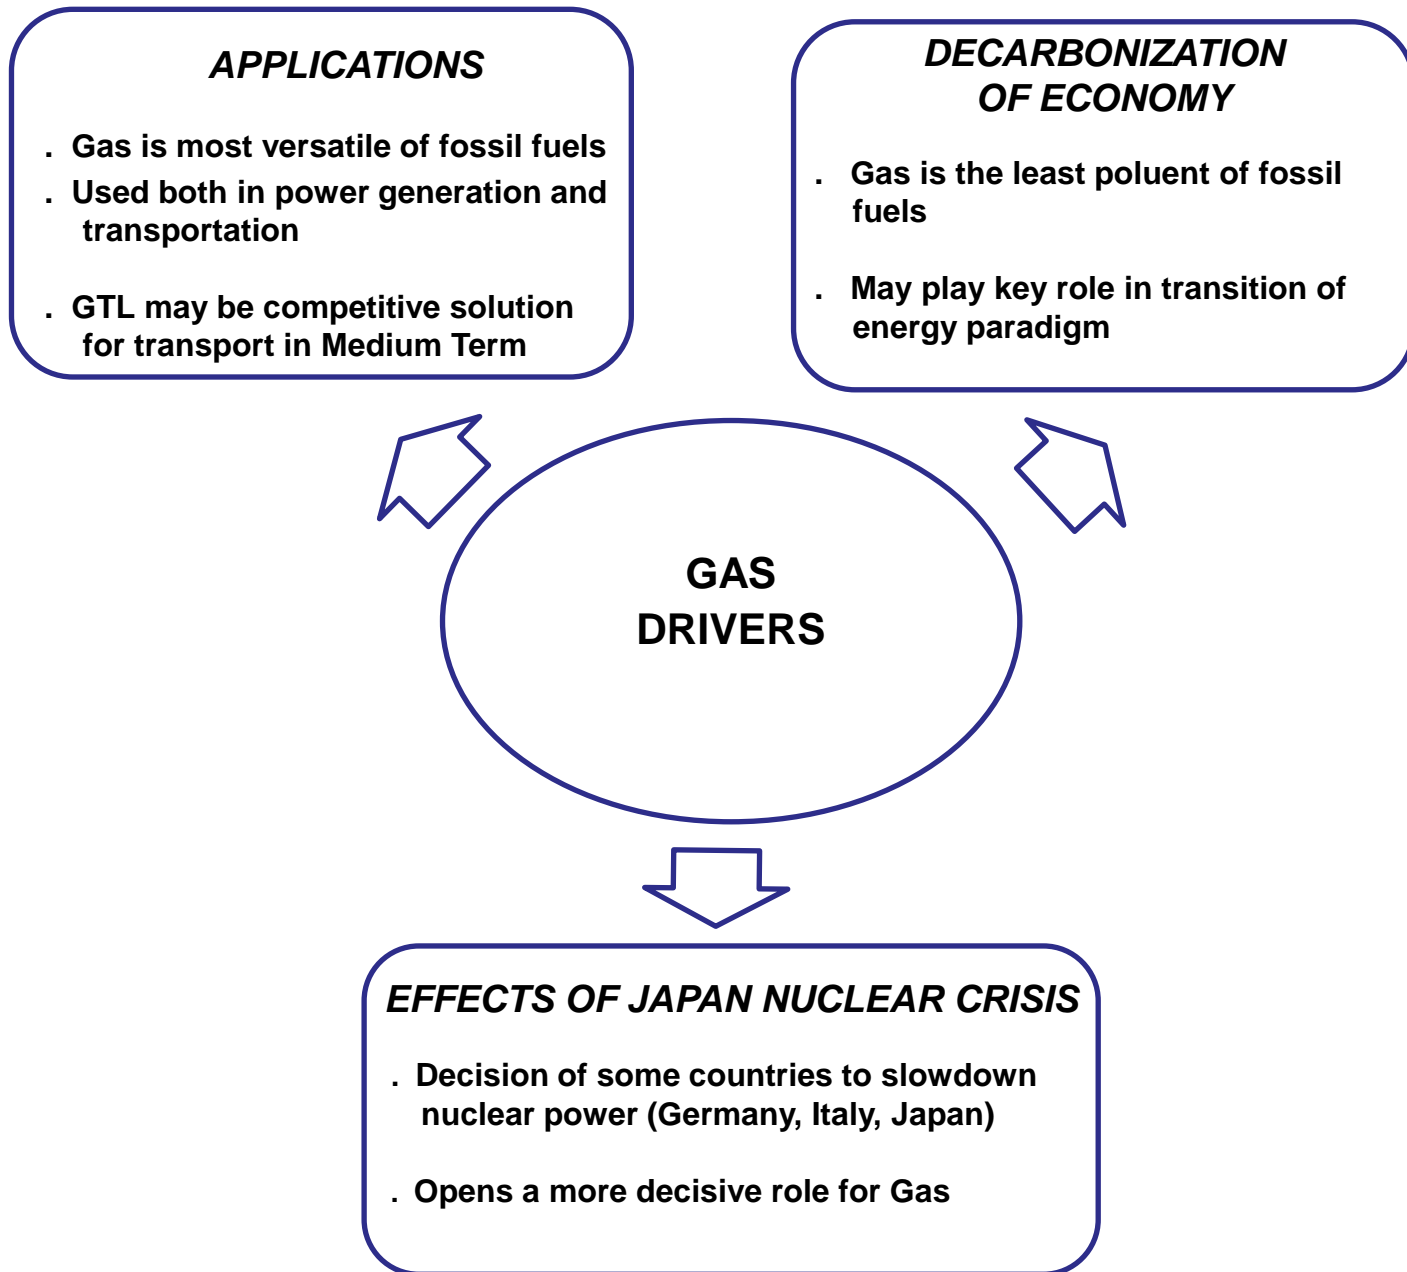 APPLICATIONS
. Gas is most versatile of fossil fuels
. Used both in power generation and
transportation
. GTL may be competitive solution
for transport in Medium Term
DECARBONIZATION
OF ECONOMY
. Gas is the least poluent of fossil
fuels
. May play key role in transition of
energy paradigm
GAS
DRIVERS
EFFECTS OF JAPAN NUCLEAR CRISIS
. Decision of some countries to slowdown
nuclear power (Germany, Italy, Japan)
. Opens a more decisive role for Gas